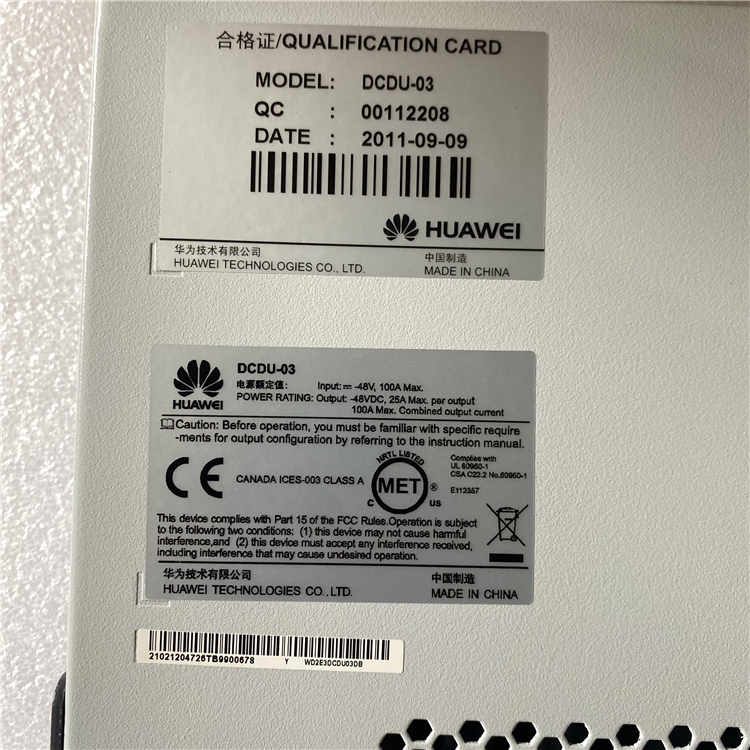 合格证/QUALIFICATION CARD
MODEL: DCDU-03
QC : 00112208
DATE : 2011-09-09
HUAWEI
华为技术有限公司 中国制造
HUAWEI TECHNOLOGIES CO., LTD. MADE IN CHINA
HUAWEI
DCDU-03
电源额定值: Input: -48V, 100A Max.
POWER RATING: Output: -48VDC, 25A Max. per output
100A Max. Combined output current
Caution: Before operation, you must be familiar with specific require
-ments for output configuration by referring to the instruction manual.
CE CANADA ICES-003 CLASS A
NRTL LISTED
MET ®
C US
Complies with
UL 60950-1
CSA C22.2 No.60950-1
E112357
This device complies with Part 15 of the FCC Rules.Operation is subject
to the following two conditions: (1) this device may not cause harmful
interference,and (2) this device must accept any interference received,
including interference that may cause undesired operation.
华为技术有限公司 中国制造
HUAWEI TECHNOLOGIES CO.,LTD. MADE IN CHINA
21021204726TB9900678 Y WD2E3DCDU03DB